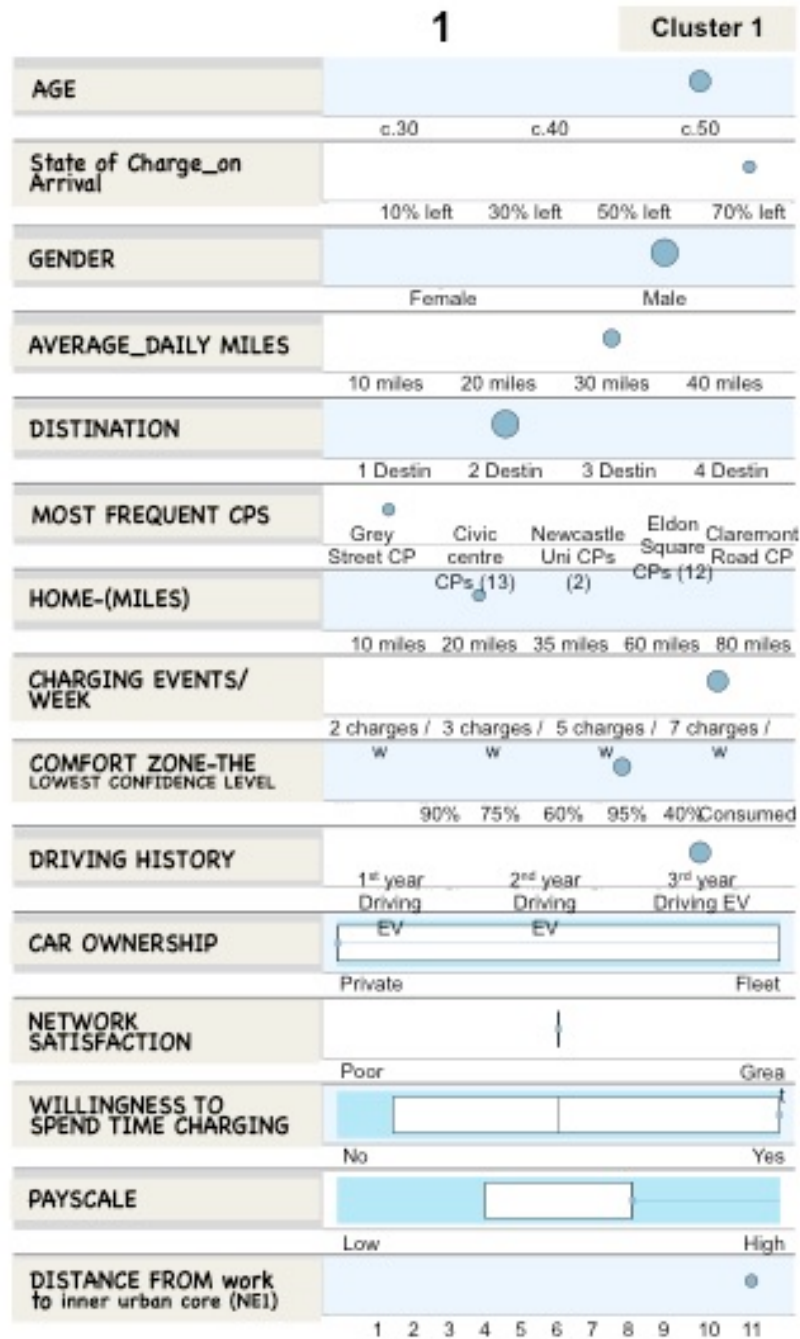 1 Cluster 1
AGE
c.30 c.40 c.50
State of Charge_on
Arrival
10% left 30% left 50% left 70% left
GENDER
Female Male
AVERAGE_DAILY MILES
10 miles 20 miles 30 miles 40 miles
DISTINATION
1 Destin 2 Destin 3 Destin 4 Destin
MOST FREQUENT CPS
Grey
Street CP
Civic
centre
CPs (13)
Newcastle
Uni CPs
(2)
Eldon
Square
CPs (12)
Claremont
Road CP
HOME-(MILES)
10 miles 20 miles 35 miles 60 miles 80 miles
CHARGING EVENTS/
WEEK
2 charges / 3 charges / 5 charges / 7 charges /
w w w w
COMFORT ZONE-THE
LOWEST CONFIDENCE LEVEL
90% 75% 60% 95% 40%Consumed
DRIVING HISTORY
1st year
Driving
EV
2nd year
Driving
EV
3rd year
Driving EV
CAR OWNERSHIP
Private Fleet
NETWORK
SATISFACTION
Poor Grea
t
WILLINGNESS TO
SPEND TIME CHARGING
No Yes
PAYSCALE
Low High
DISTANCE FROM work
to inner urban core (NE1)
1 2 3 4 5 6 7 8 9 10 11